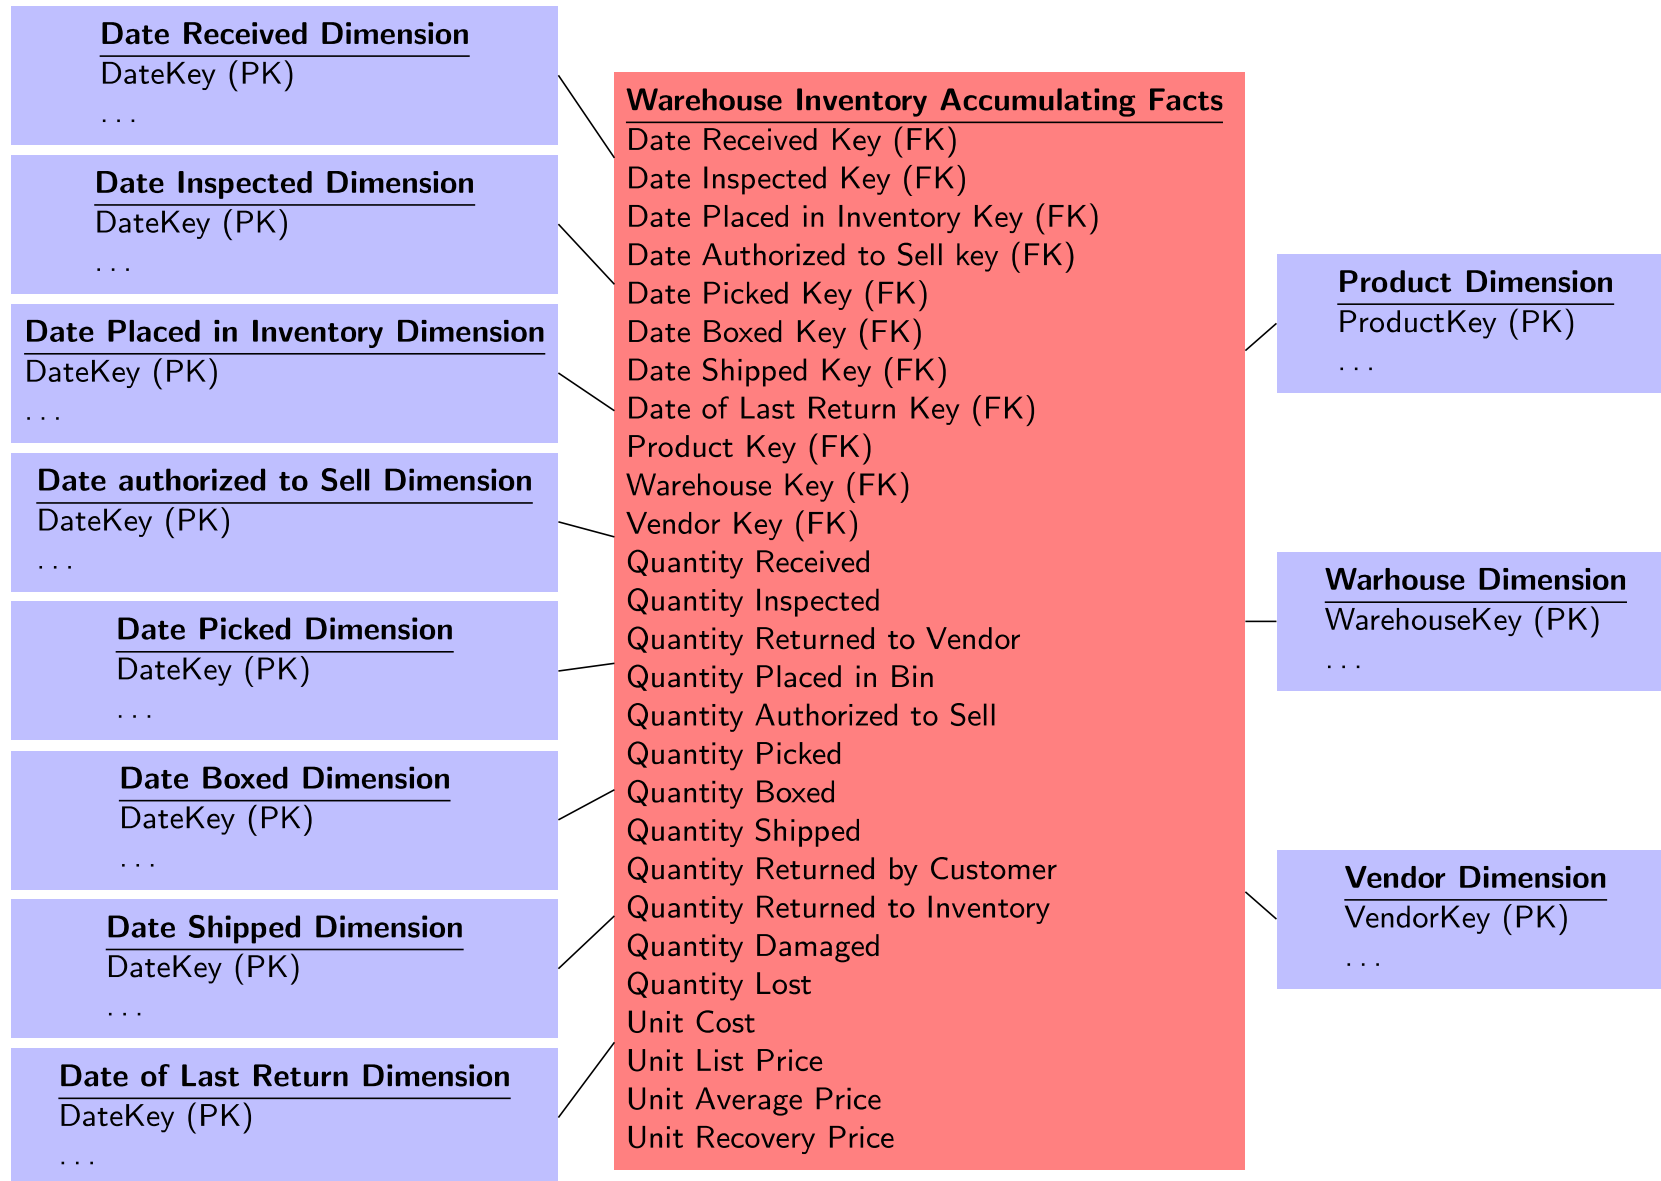 Date Received Dimension
DateKey (PK)
...
Date Inspected Dimension
DateKey (PK)
...
Date Placed in Inventory Dimension
DateKey (PK)
...
Date authorized to Sell Dimension
DateKey (PK)
...
Date Picked Dimension
DateKey (PK)
...
Date Boxed Dimension
DateKey (PK)
...
Date Shipped Dimension
DateKey (PK)
...
Date of Last Return Dimension
DateKey (PK)
...
Warehouse Inventory Accumulating Facts
Date Received Key (FK)
Date Inspected Key (FK)
Date Placed in Inventory Key (FK)
Date Authorized to Sell key (FK)
Date Picked Key (FK)
Date Boxed Key (FK)
Date Shipped Key (FK)
Date of Last Return Key (FK)
Product Key (FK)
Warehouse Key (FK)
Vendor Key (FK)
Quantity Received
Quantity Inspected
Quantity Returned to Vendor
Quantity Placed in Bin
Quantity Authorized to Sell
Quantity Picked
Quantity Boxed
Quantity Shipped
Quantity Returned by Customer
Quantity Returned to Inventory
Quantity Damaged
Quantity Lost
Unit Cost
Unit List Price
Unit Average Price
Unit Recovery Price
Product Dimension
ProductKey (PK)
...
Warhouse Dimension
WarehouseKey (PK)
...
Vendor Dimension
VendorKey (PK)
...